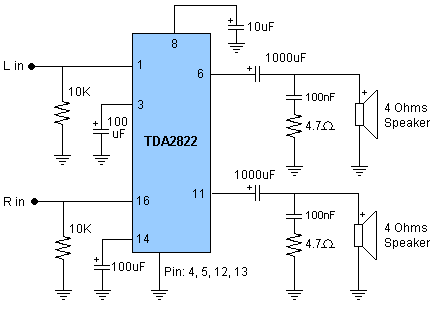 8
10uF
L in
1
10K
3
100
uF
TDA2822
6
1000uF
100nF
4.7Ω
4 Ohms
Speaker
R in
16
10K
14
100uF
11
1000uF
100nF
4.7Ω
4 Ohms
Speaker
Pin: 4, 5, 12, 13